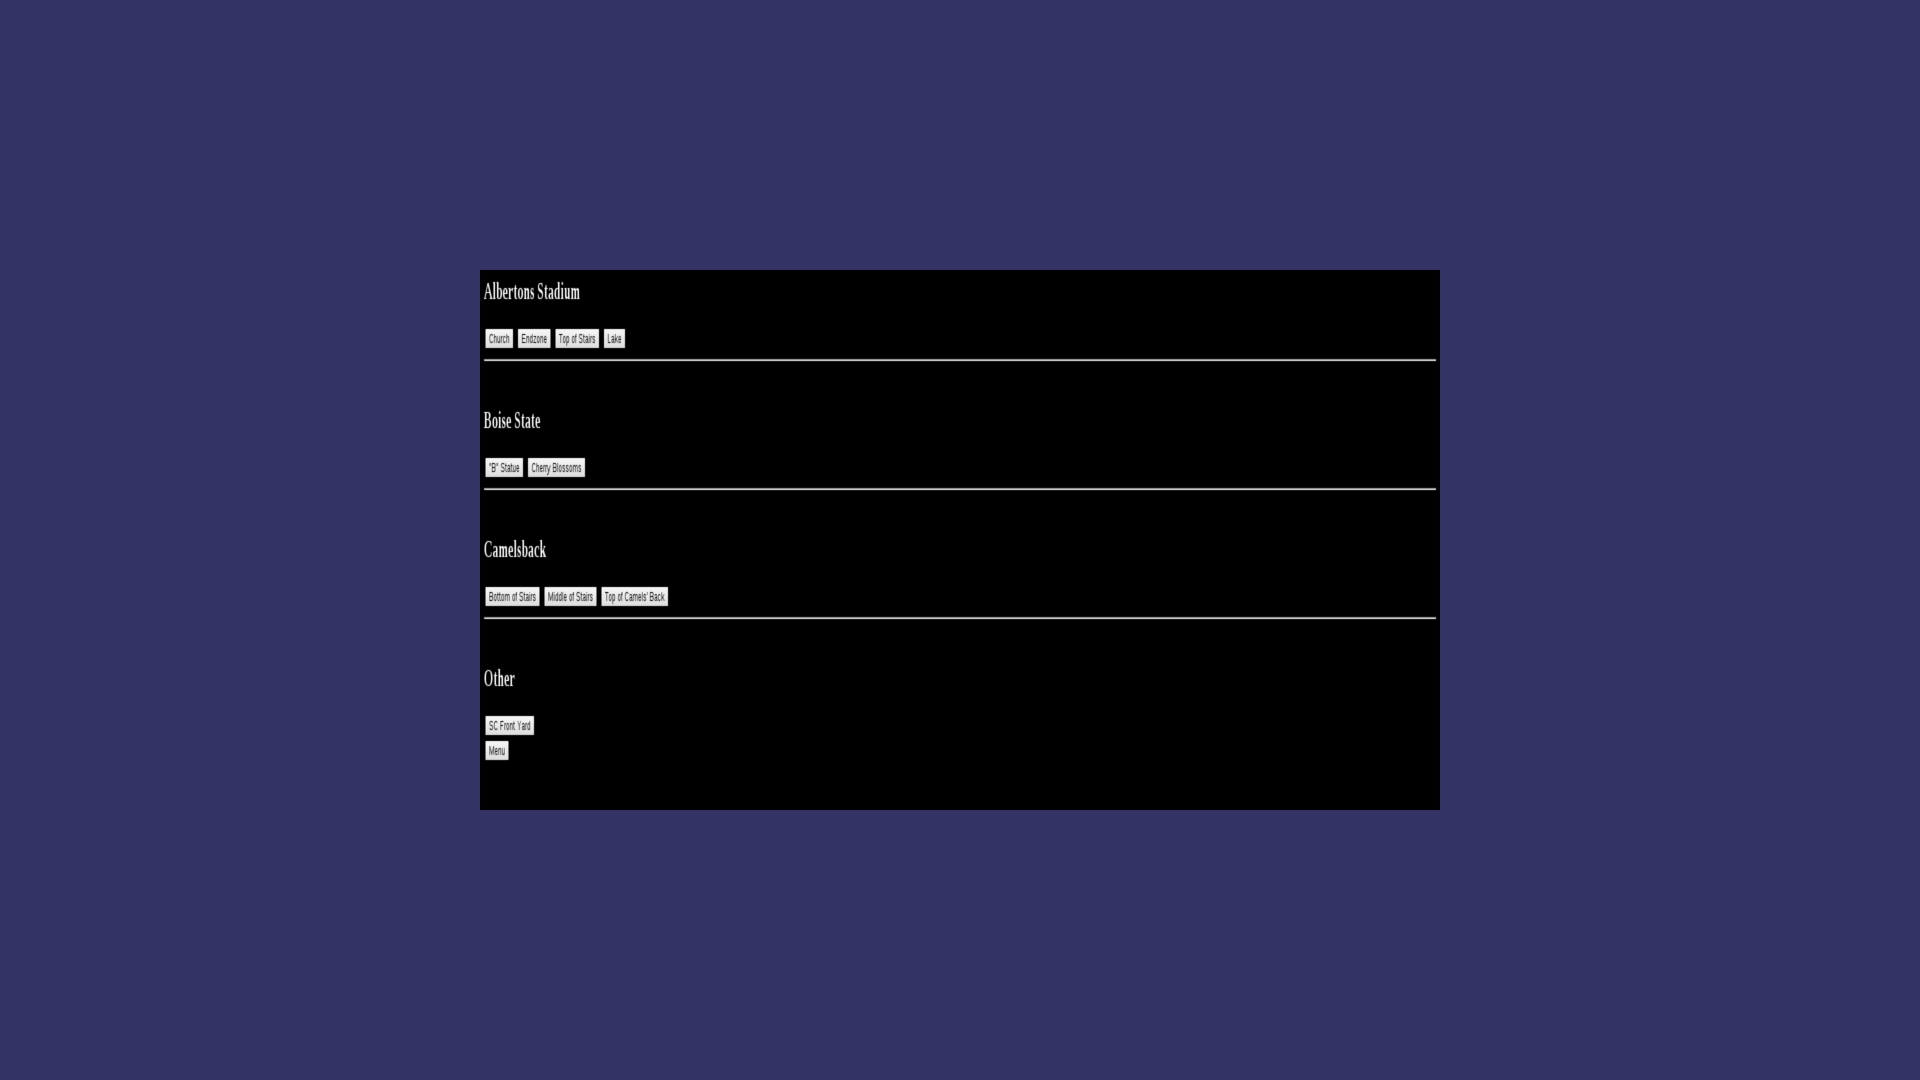 Albertons Stadium
Church Endzone Top of Stairs Lake
Boise State
"B" Statue Cherry Blossoms
Camelsback
Bottom of Stairs Middle of Stairs Top of Camels' Back
Other
SC Front Yard
Menu